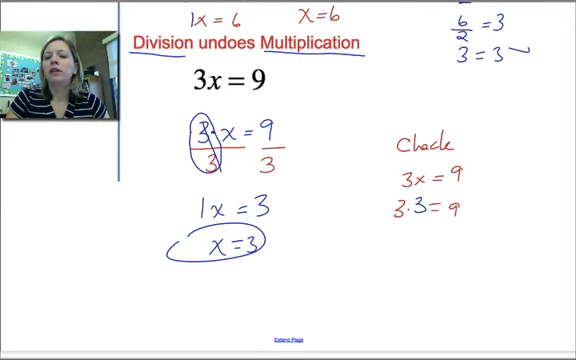 1x = 6
x = 6
6/2 = 3
3 = 3
Division undoes Multiplication
3x = 9
3 · x = 9
3 3
1x = 3
x = 3
Check
3x = 9
3 · 3 = 9
Extend Page